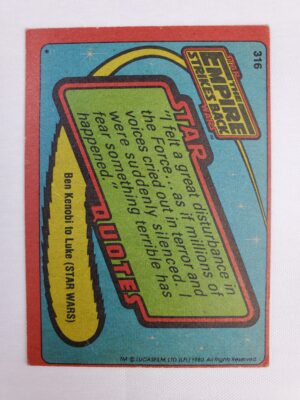 316
STAR WARS
THE
EMPIRE
STRIKES BACK
STAR
"I felt a great disturbance in
the Force... as if millions of
voices cried out in terror and
were suddenly silenced. I
fear something terrible has
happened."
QUOTES
Ben Kenobi to Luke (STAR WARS)
*
TM: © LUCASFILM, LTD. (LFL) 1980. All Rights Reserved.